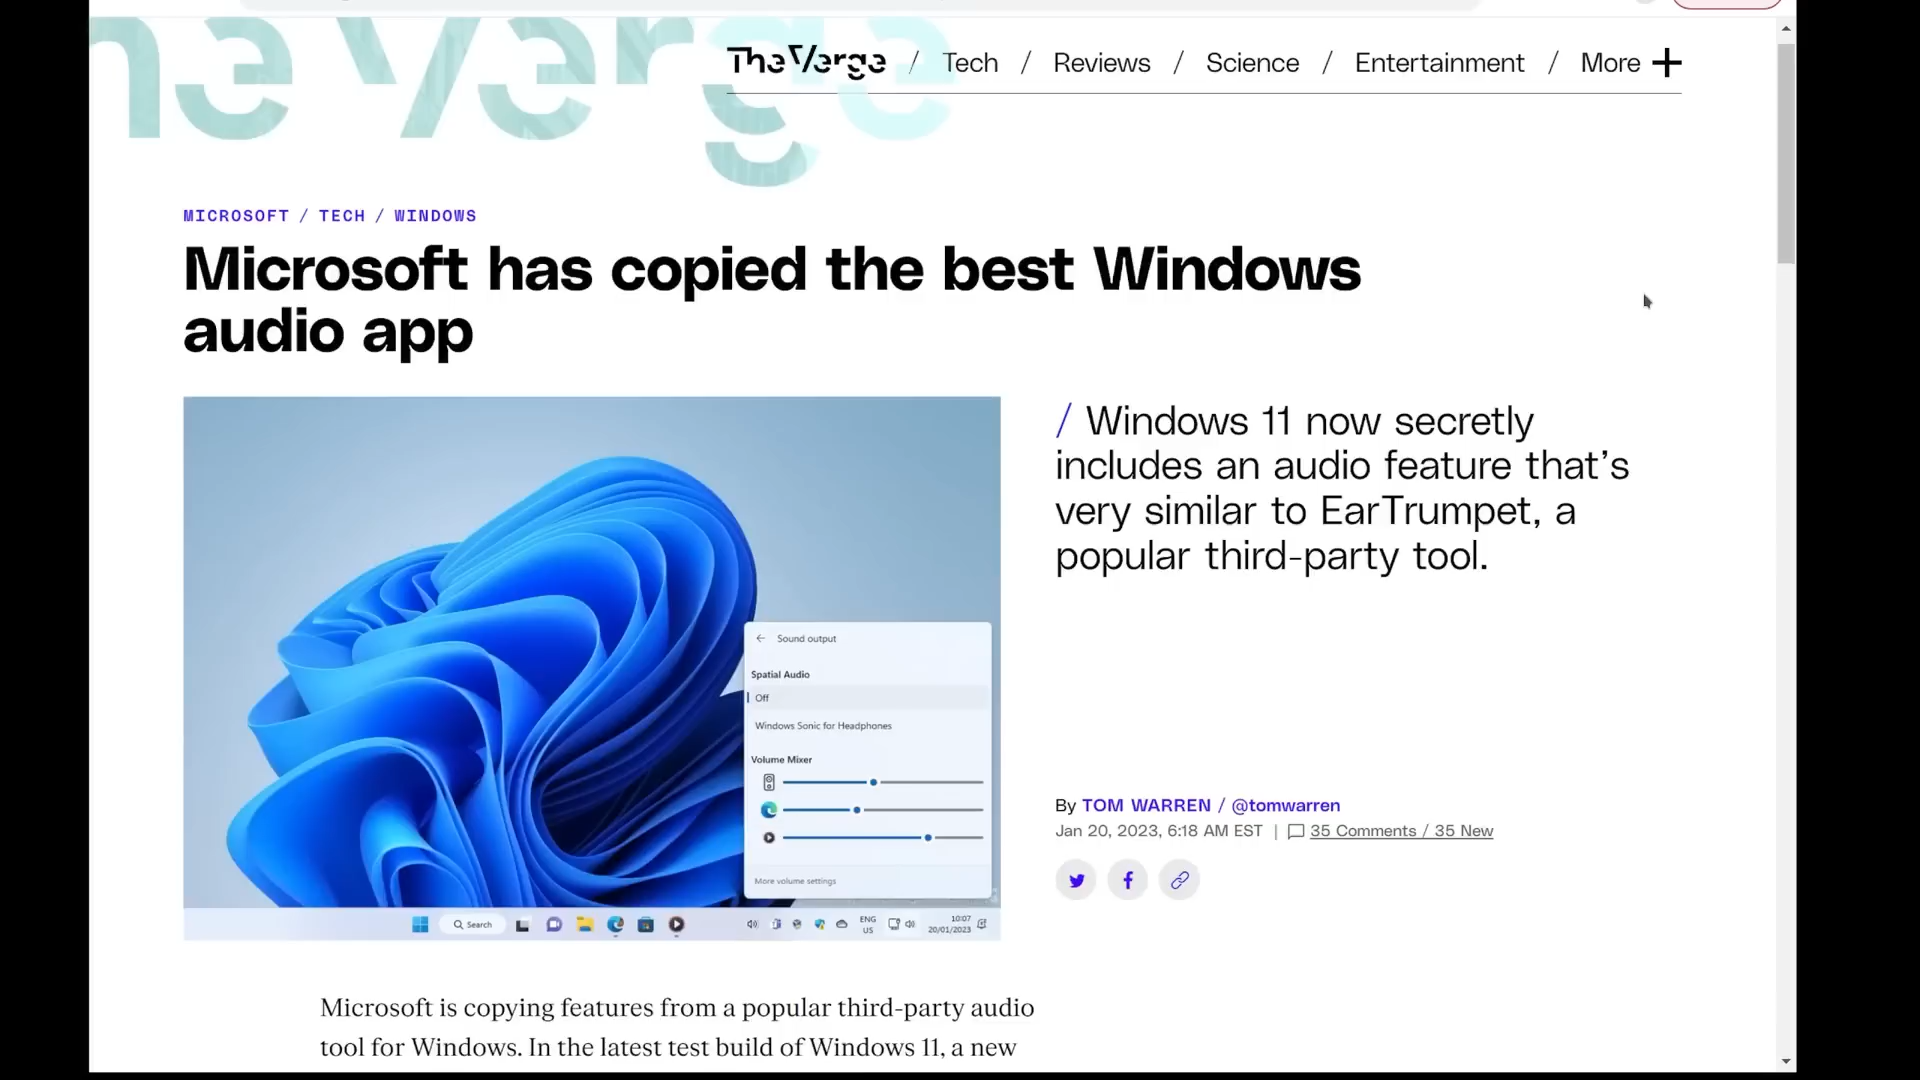 he Verge
The Verge / Tech / Reviews / Science / Entertainment / More +
MICROSOFT / TECH / WINDOWS
Microsoft has copied the best Windows
audio app
/ Windows 11 now secretly
includes an audio feature that's
very similar to EarTrumpet, a
popular third-party tool.
By TOM WARREN / @tomwarren
Jan 20, 2023, 6:18 AM EST | 35 Comments / 35 New
Sound output
Spatial Audio
Off
Windows Sonic for Headphones
Volume Mixer
More volume settings
Search
ENG
US
10:07
20/01/2023
Microsoft is copying features from a popular third-party audio
tool for Windows. In the latest test build of Windows 11, a new